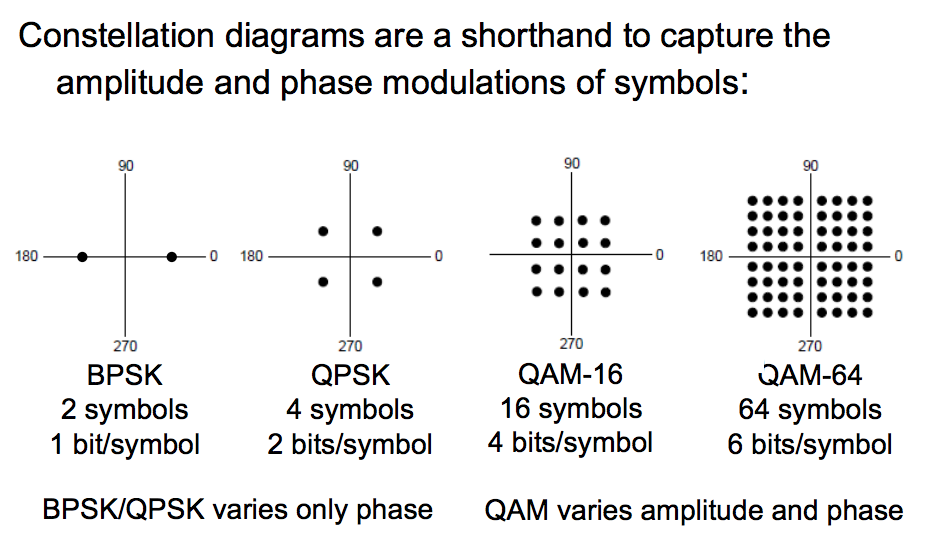 Constellation diagrams are a shorthand to capture the
amplitude and phase modulations of symbols:
90 90 90 90
180 0 180 0 0 180 0
270 270 270 270
BPSK QPSK QAM-16 QAM-64
2 symbols 4 symbols 16 symbols 64 symbols
1 bit/symbol 2 bits/symbol 4 bits/symbol 6 bits/symbol
BPSK/QPSK varies only phase QAM varies amplitude and phase